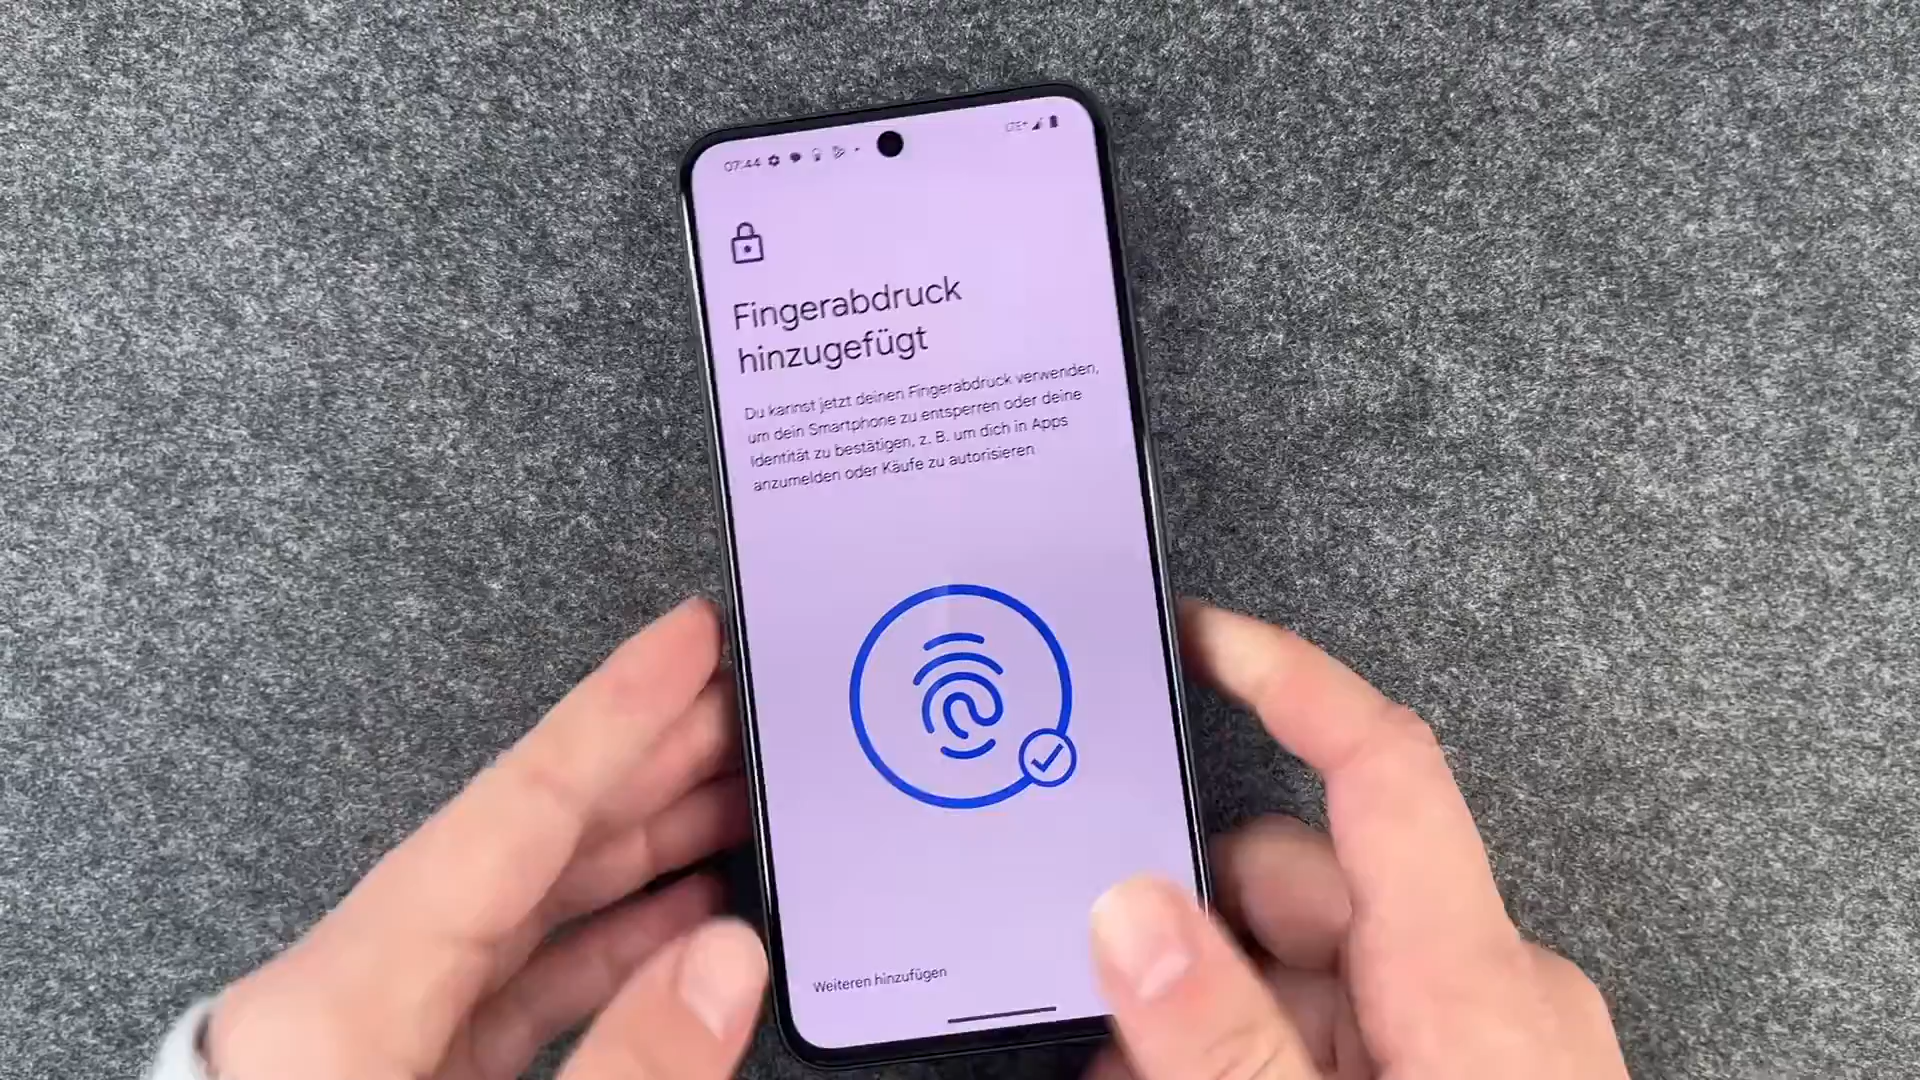 07:44
LTE+
Fingerabdruck
hinzugefügt
Du kannst jetzt deinen Fingerabdruck verwenden,
um dein Smartphone zu entsperren oder deine
Identität zu bestätigen, z. B. um dich in Apps
anzumelden oder Käufe zu autorisieren
Weiteren hinzufügen